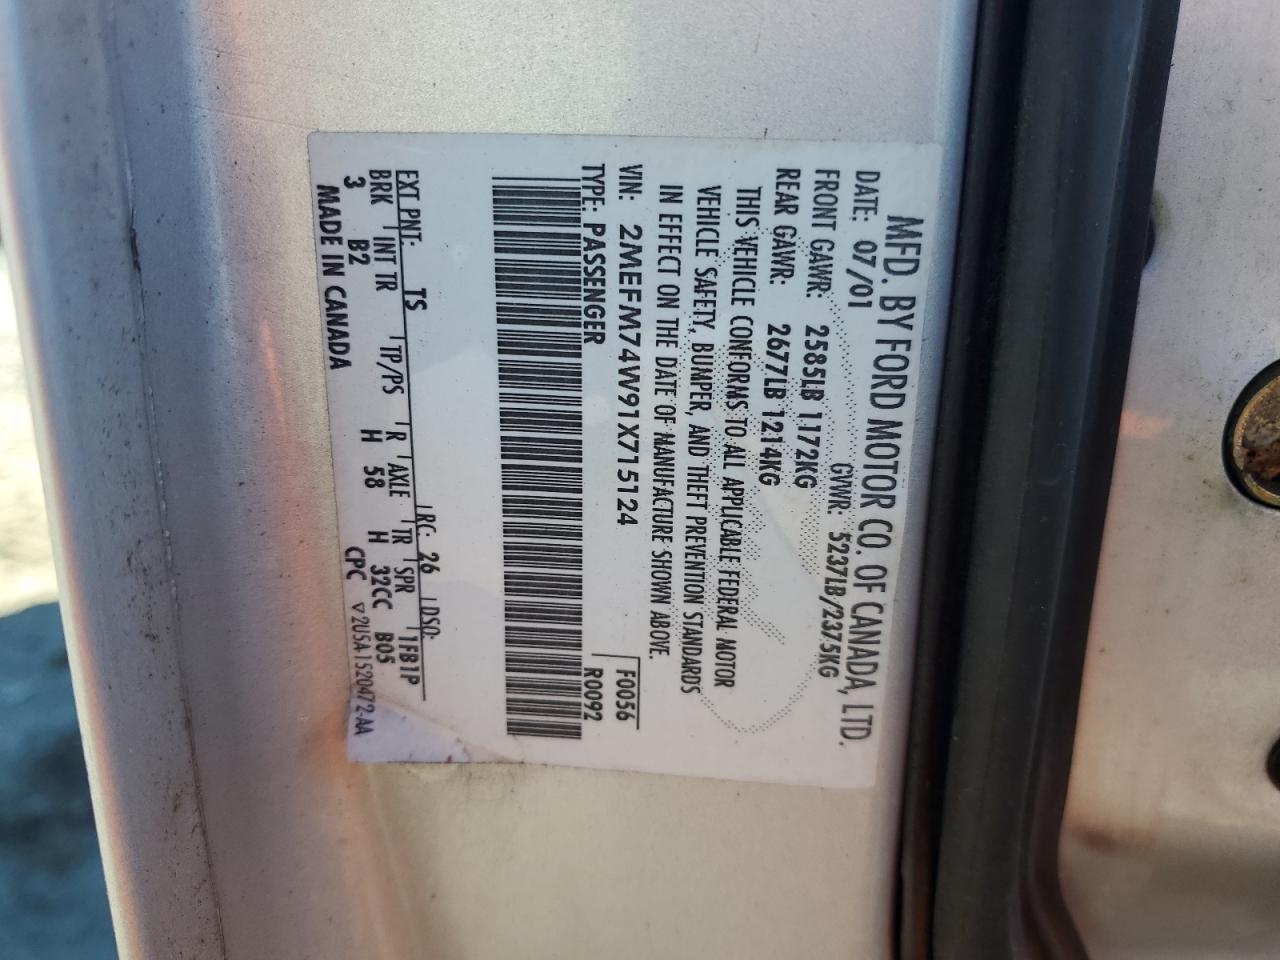 MFD. BY FORD MOTOR CO. OF CANADA, LTD.
DATE: 07/01 GVWR: 5237LB/2375KG
FRONT GAWR: 2585LB 1172KG
REAR GAWR: 2677LB 1214KG
THIS VEHICLE CONFORMS TO ALL APPLICABLE FEDERAL MOTOR
VEHICLE SAFETY, BUMPER, AND THEFT PREVENTION STANDARDS
IN EFFECT ON THE DATE OF MANUFACTURE SHOWN ABOVE.
VIN: 2MEFM74W91X715124 F0056
TYPE: PASSENGER R0092
EXT PNT: TS RC: 26 DSO:
BRK INT TR TP/PS R AXLE TR SPR 1FB1P
3 B2 H 58 H 32CC B05
MADE IN CANADA CPC ▽2U5A1520472-AA